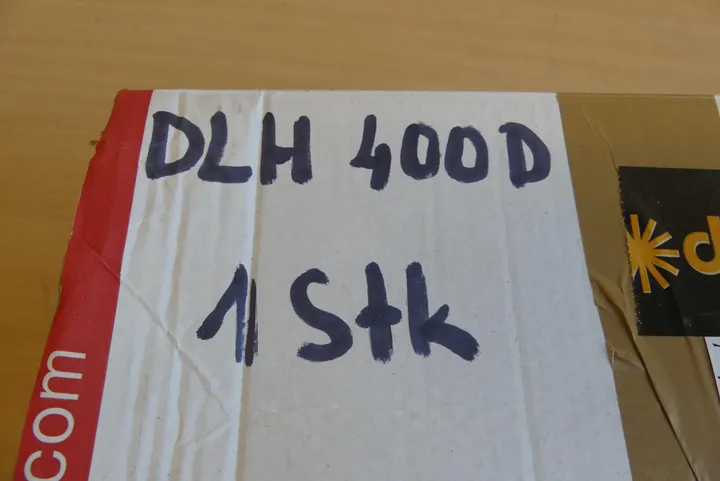 DLH 400D
1 Stk
com
d